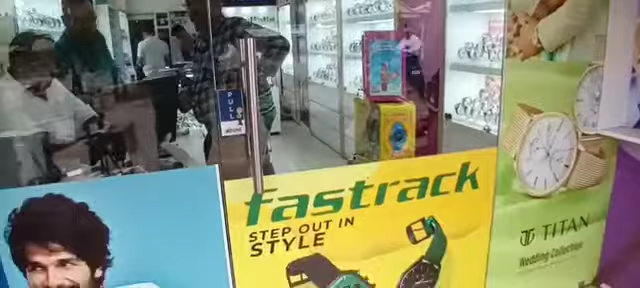 PULL
fastrack
STEP OUT IN
STYLE
TITAN
Wedding Collection